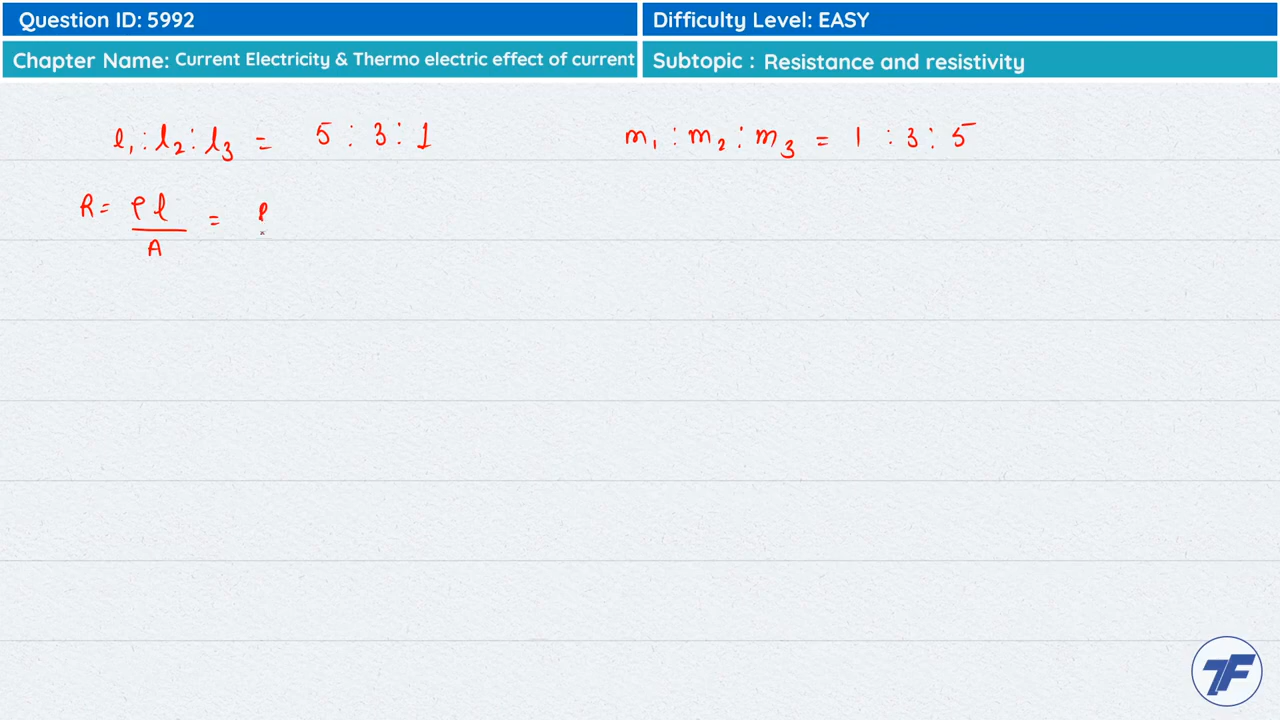 Question ID: 5992
Difficulty Level: EASY
Chapter Name: Current Electricity & Thermo electric effect of current
Subtopic : Resistance and resistivity
l₁ : l₂ : l₃ = 5 : 3 : 1
m₁ : m₂ : m₃ = 1 : 3 : 5
R = ρl/A = ρ
TF